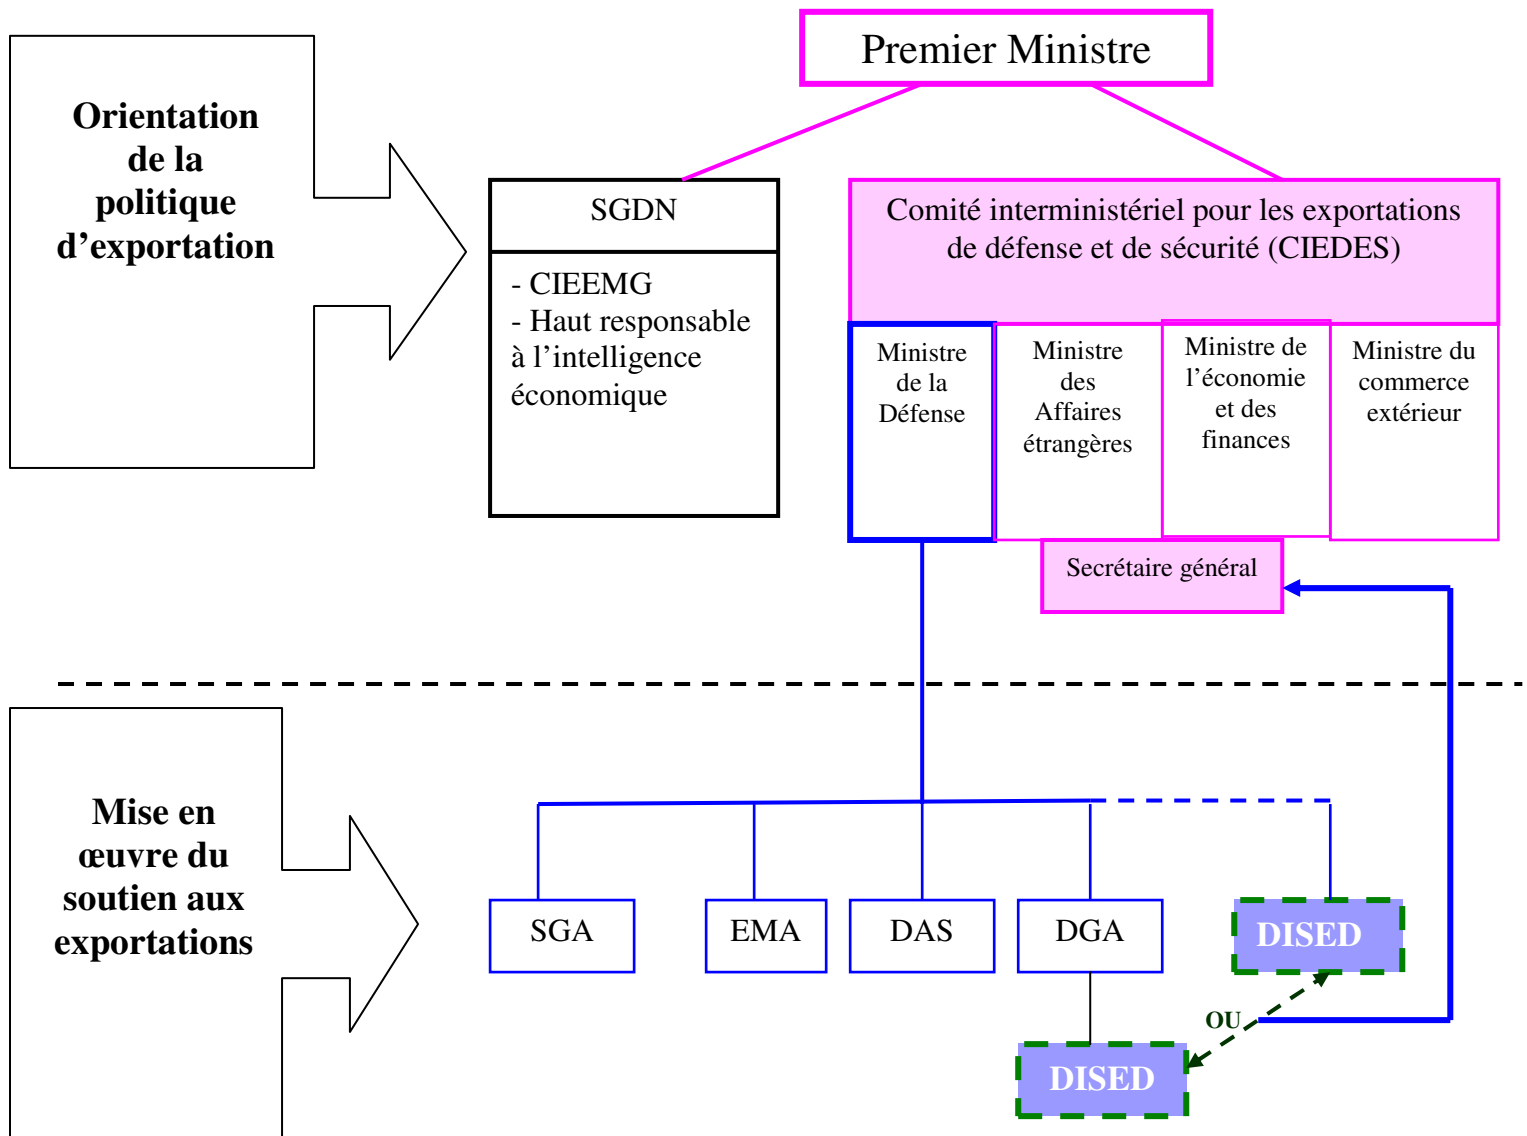 Premier Ministre
Orientation
de la
politique
d’exportation
SGDN
- CIEEMG
- Haut responsable
à l’intelligence
économique
Comité interministériel pour les exportations
de défense et de sécurité (CIEDES)
Ministre
de la
Défense
Ministre
des
Affaires
étrangères
Ministre de
l’économie
et des
finances
Ministre du
commerce
extérieur
Secrétaire général
Mise en
œuvre du
soutien aux
exportations
SGA
EMA
DAS
DGA
DISED
OU
DISED